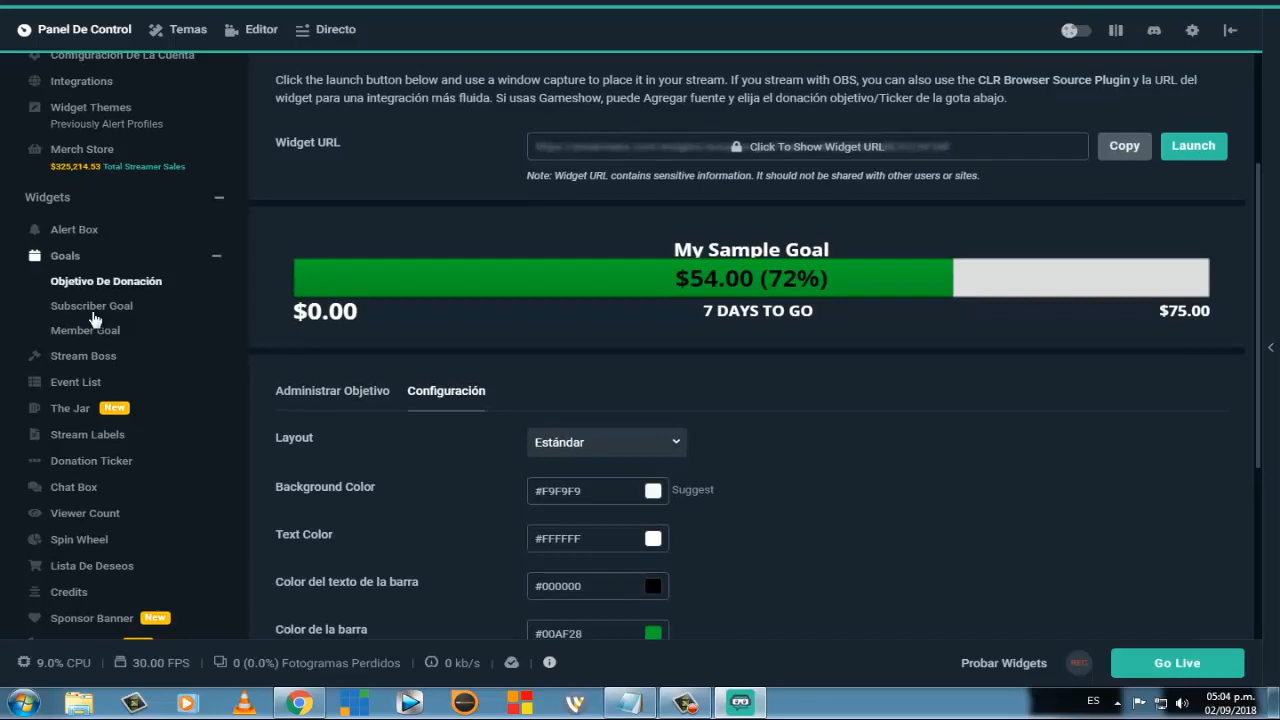 Panel De Control
Temas
Editor
Directo
Configuración De La Cuenta
Integrations
Widget Themes
Previously Alert Profiles
Merch Store
$325,214.53 Total Streamer Sales
Widgets
Alert Box
Goals
Objetivo De Donación
Subscriber Goal
Member Goal
Stream Boss
Event List
The Jar New
Stream Labels
Donation Ticker
Chat Box
Viewer Count
Spin Wheel
Lista De Deseos
Credits
Sponsor Banner New
Click the launch button below and use a window capture to place it in your stream. If you stream with OBS, you can also use the CLR Browser Source Plugin y la URL del
widget para una integración más fluida. Si usas Gameshow, puede Agregar fuente y elija el donación objetivo/Ticker de la gota abajo.
Widget URL
Click To Show Widget URL
Copy
Launch
Note: Widget URL contains sensitive information. It should not be shared with other users or sites.
My Sample Goal
$54.00 (72%)
$0.00
7 DAYS TO GO
$75.00
Administrar Objetivo
Configuración
Layout
Estándar
Background Color
#F9F9F9
Suggest
Text Color
#FFFFFF
Color del texto de la barra
#000000
Color de la barra
#00AF28
9.0% CPU
30.00 FPS
0 (0.0%) Fotogramas Perdidos
0 kb/s
Probar Widgets
REC
Go Live
ES
05:04 p.m.
02/09/2018